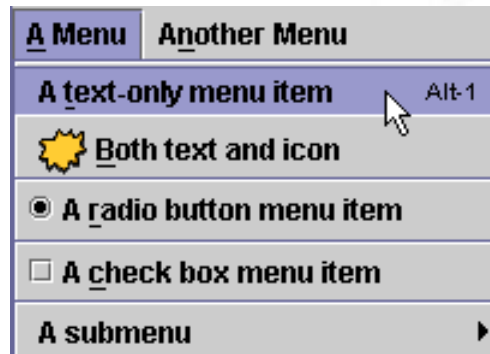 A Menu Another Menu
A text-only menu item Alt-1
Both text and icon
A radio button menu item
A check box menu item
A submenu